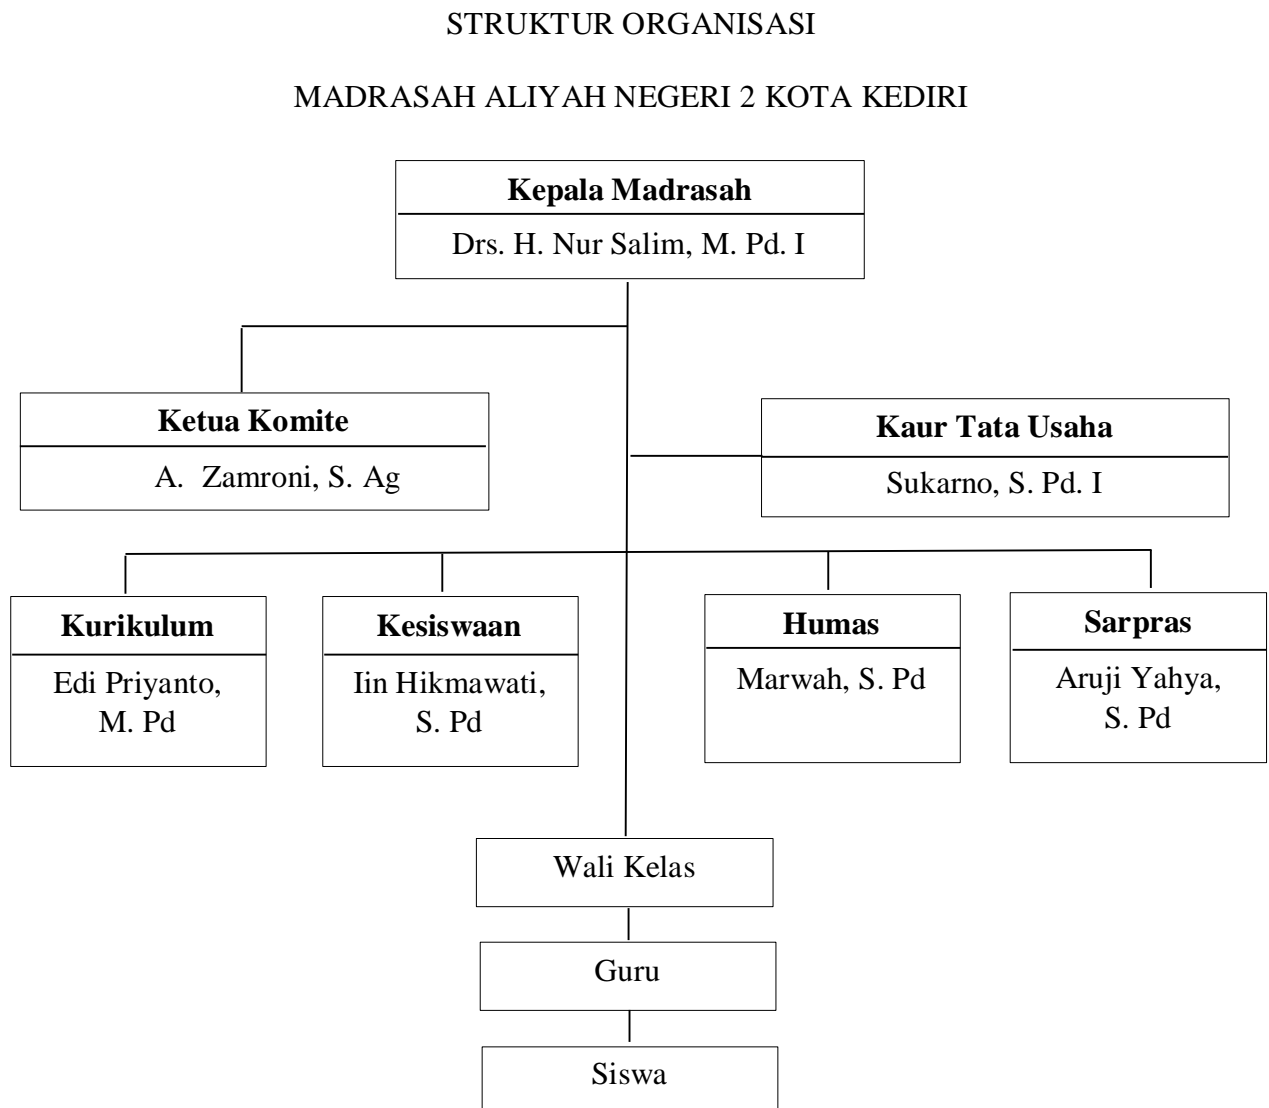 STRUKTUR ORGANISASI
MADRASAH ALIYAH NEGERI 2 KOTA KEDIRI
Kepala Madrasah
Drs. H. Nur Salim, M. Pd. I
Ketua Komite
A. Zamroni, S. Ag
Kaur Tata Usaha
Sukarno, S. Pd. I
Kurikulum
Edi Priyanto,
M. Pd
Kesiswaan
Iin Hikmawati,
S. Pd
Humas
Marwah, S. Pd
Sarpras
Aruji Yahya,
S. Pd
Wali Kelas
Guru
Siswa